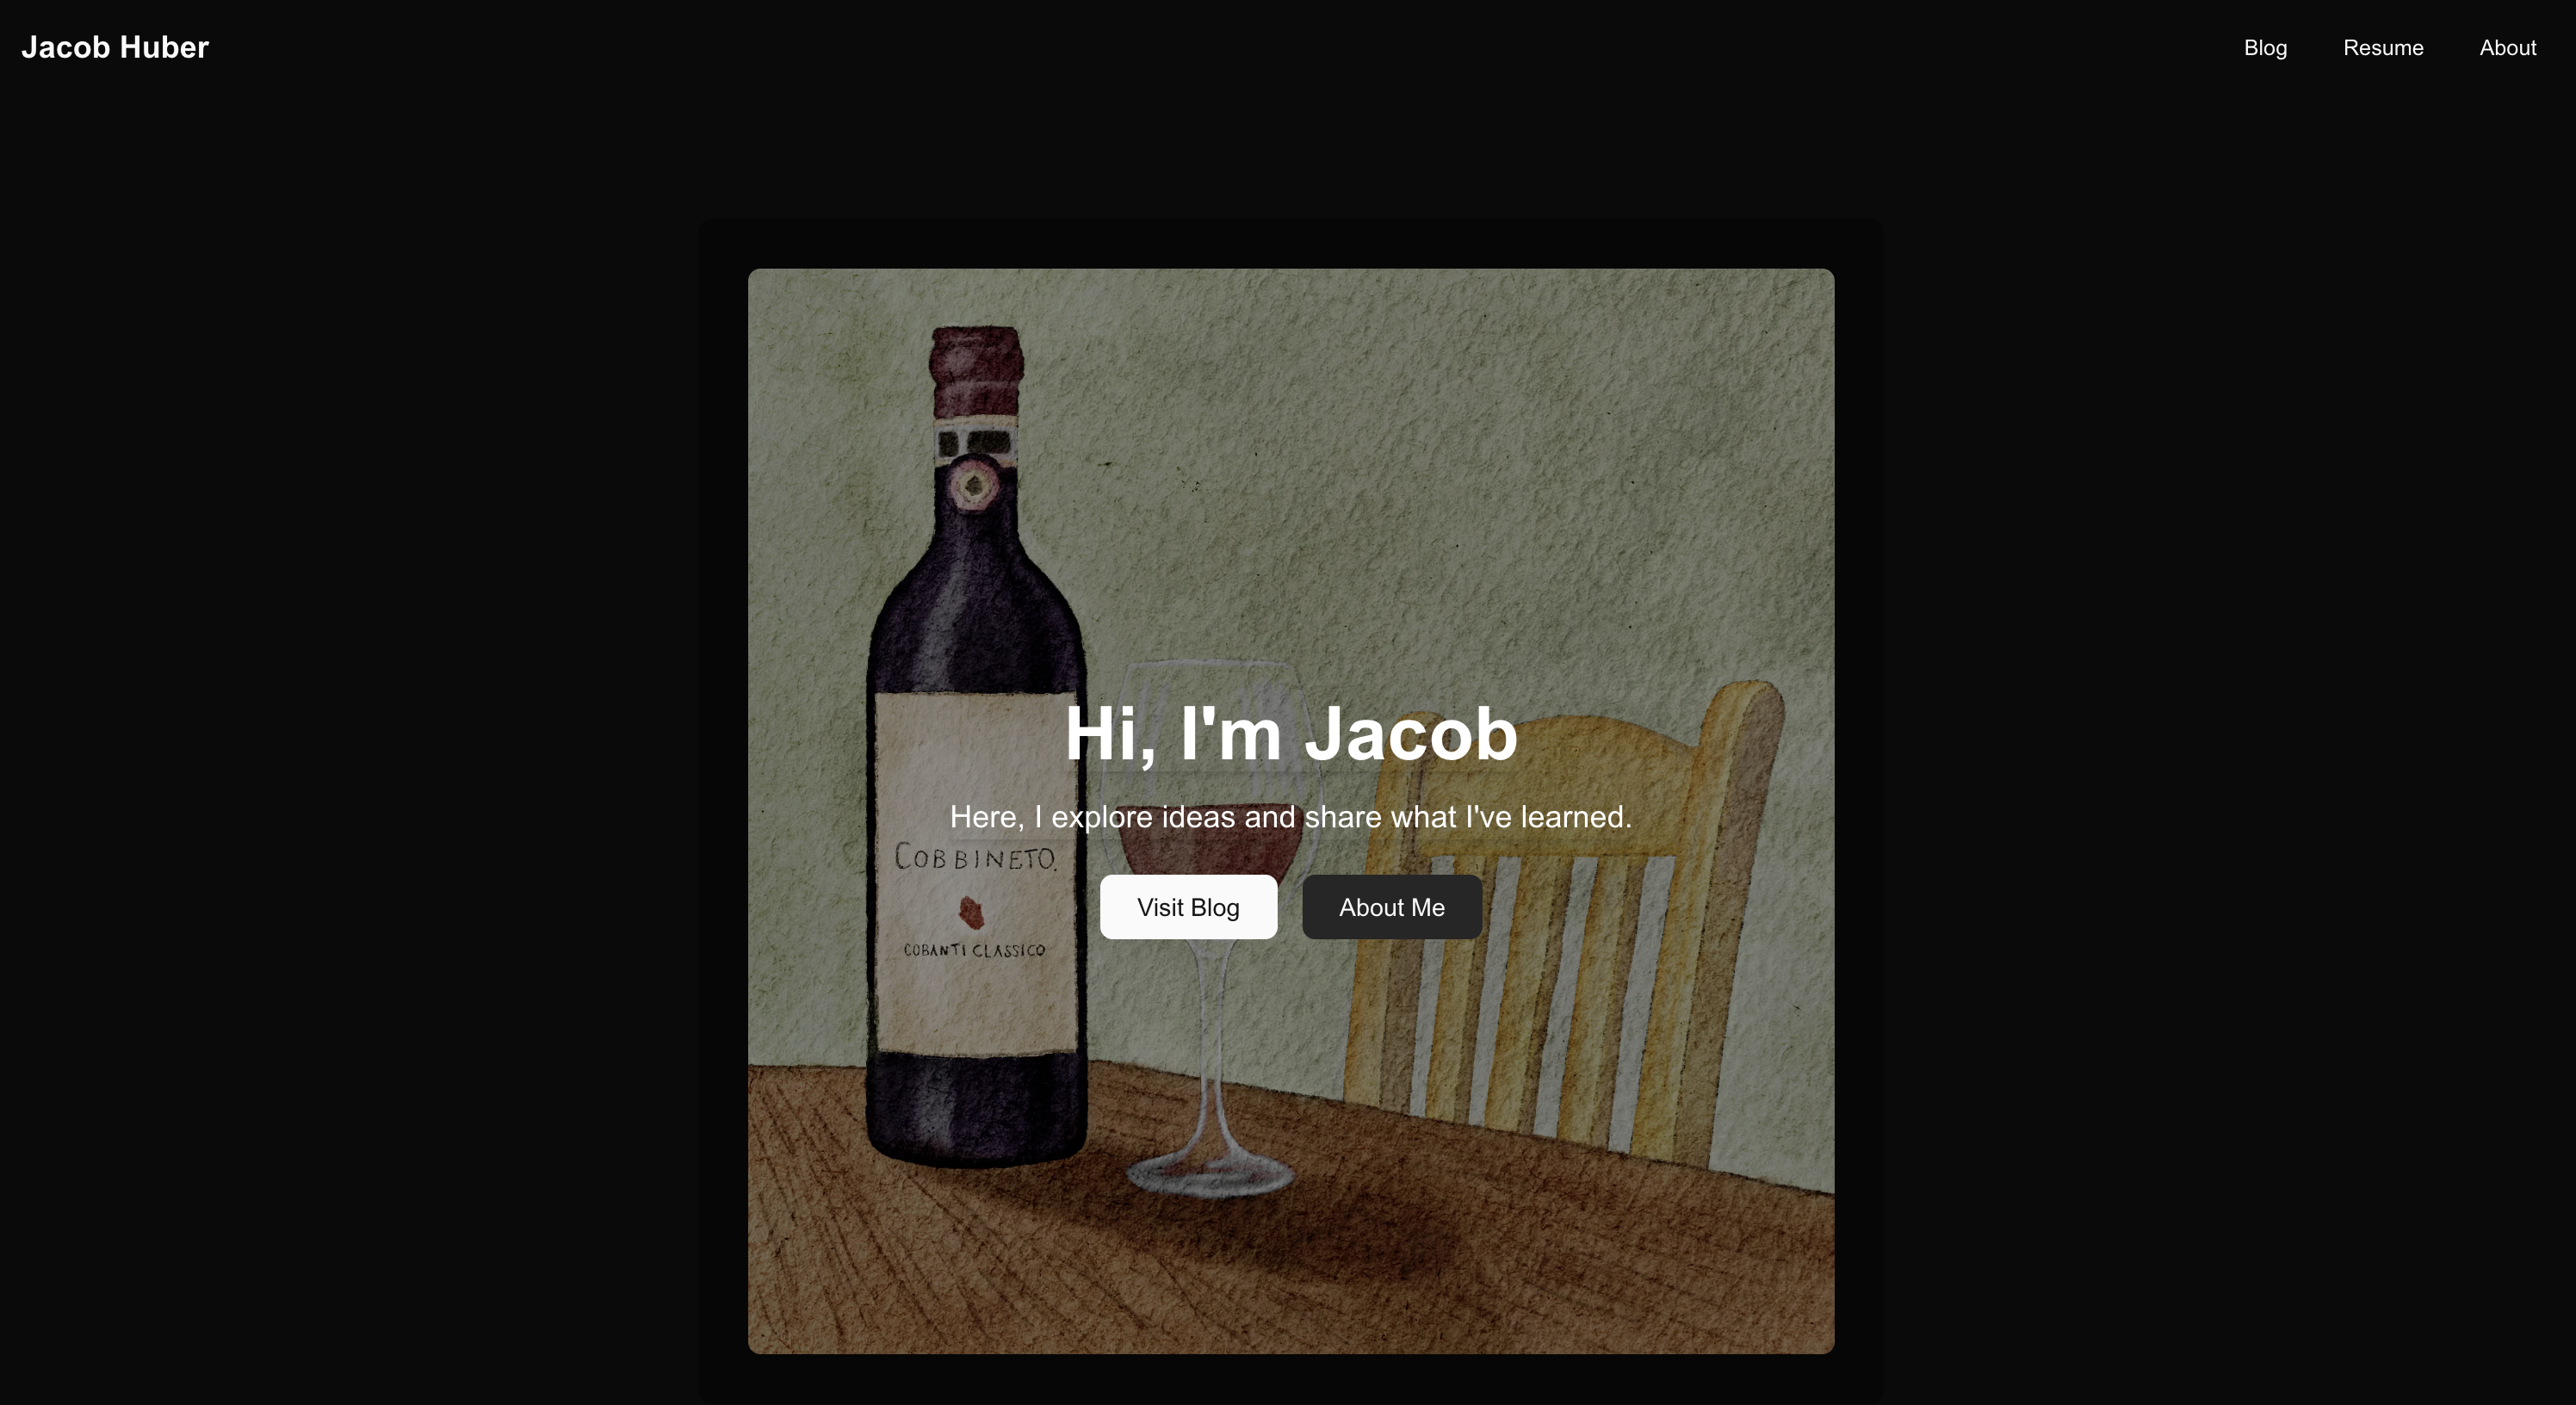 Jacob Huber
Blog Resume About
Hi, I'm Jacob
Here, I explore ideas and share what I've learned.
COBBINETO.
Visit Blog About Me
COBANTI CLASSICO